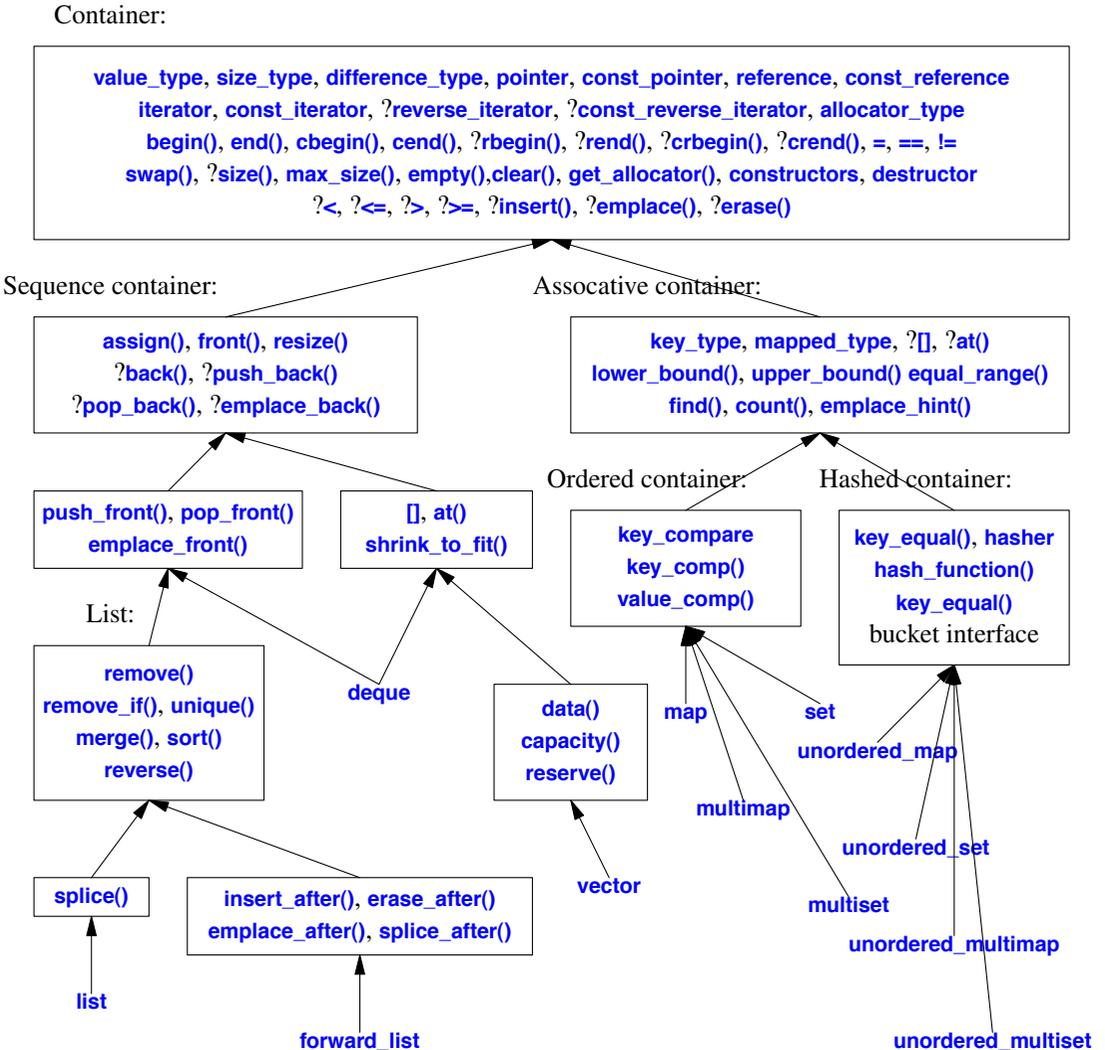 Container:
value_type, size_type, difference_type, pointer, const_pointer, reference, const_reference
iterator, const_iterator, ?reverse_iterator, ?const_reverse_iterator, allocator_type
begin(), end(), cbegin(), cend(), ?rbegin(), ?rend(), ?crbegin(), ?crend(), =, ==, !=
swap(), ?size(), max_size(), empty(),clear(), get_allocator(), constructors, destructor
?<, ?<=, ?>, ?>=, ?insert(), ?emplace(), ?erase()
Sequence container:
assign(), front(), resize()
?back(), ?push_back()
?pop_back(), ?emplace_back()
Assocative container:
key_type, mapped_type, ?[], ?at()
lower_bound(), upper_bound() equal_range()
find(), count(), emplace_hint()
push_front(), pop_front()
emplace_front()
[], at()
shrink_to_fit()
Ordered container:
key_compare
key_comp()
value_comp()
Hashed container:
key_equal(), hasher
hash_function()
key_equal()
bucket interface
List:
remove()
remove_if(), unique()
merge(), sort()
reverse()
deque
data()
capacity()
reserve()
map
set
unordered_map
multimap
unordered_set
splice()
insert_after(), erase_after()
emplace_after(), splice_after()
vector
multiset
unordered_multimap
list
forward_list
unordered_multiset